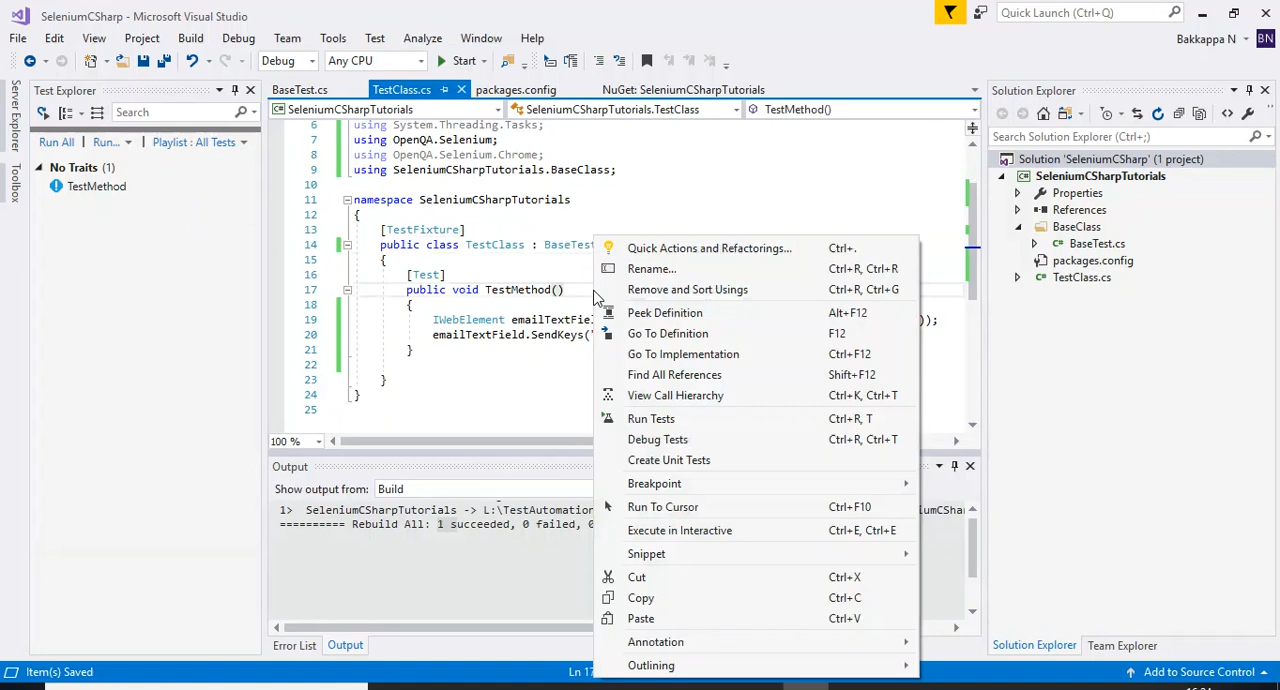 SeleniumCSharp - Microsoft Visual Studio
Quick Launch (Ctrl+Q)
File Edit View Project Build Debug Team Tools Test Analyze Window Help
Bakkappa N BN
Debug Any CPU Start
Server Explorer
Toolbox
Test Explorer
Search
Run All Run... Playlist : All Tests
No Traits (1)
TestMethod
BaseTest.cs TestClass.cs packages.config NuGet: SeleniumCSharpTutorials
SeleniumCSharpTutorials SeleniumCSharpTutorials.TestClass TestMethod()
6 using System.Threading.Tasks;
7 using OpenQA.Selenium;
8 using OpenQA.Selenium.Chrome;
9 using SeleniumCSharpTutorials.BaseClass;
10
11 namespace SeleniumCSharpTutorials
12 {
13 [TestFixture]
14 public class TestClass : BaseTest
15 {
16 [Test]
17 public void TestMethod()
18 {
19 IWebElement emailTextFiel ));
20 emailTextField.SendKeys("
21 }
22
23 }
24 }
25
100 %
Quick Actions and Refactorings... Ctrl+.
Rename... Ctrl+R, Ctrl+R
Remove and Sort Usings Ctrl+R, Ctrl+G
Peek Definition Alt+F12
Go To Definition F12
Go To Implementation Ctrl+F12
Find All References Shift+F12
View Call Hierarchy Ctrl+K, Ctrl+T
Run Tests Ctrl+R, T
Debug Tests Ctrl+R, Ctrl+T
Create Unit Tests
Breakpoint
Run To Cursor Ctrl+F10
Execute in Interactive Ctrl+E, Ctrl+E
Snippet
Cut Ctrl+X
Copy Ctrl+C
Paste Ctrl+V
Annotation
Outlining
Output
Show output from: Build
1> SeleniumCSharpTutorials -> L:\TestAutomation niumCSha
========== Rebuild All: 1 succeeded, 0 failed, 0
Error List Output
Solution Explorer
Search Solution Explorer (Ctrl+;)
Solution 'SeleniumCSharp' (1 project)
SeleniumCSharpTutorials
Properties
References
BaseClass
BaseTest.cs
packages.config
TestClass.cs
Solution Explorer Team Explorer
Item(s) Saved Ln 17 Add to Source Control